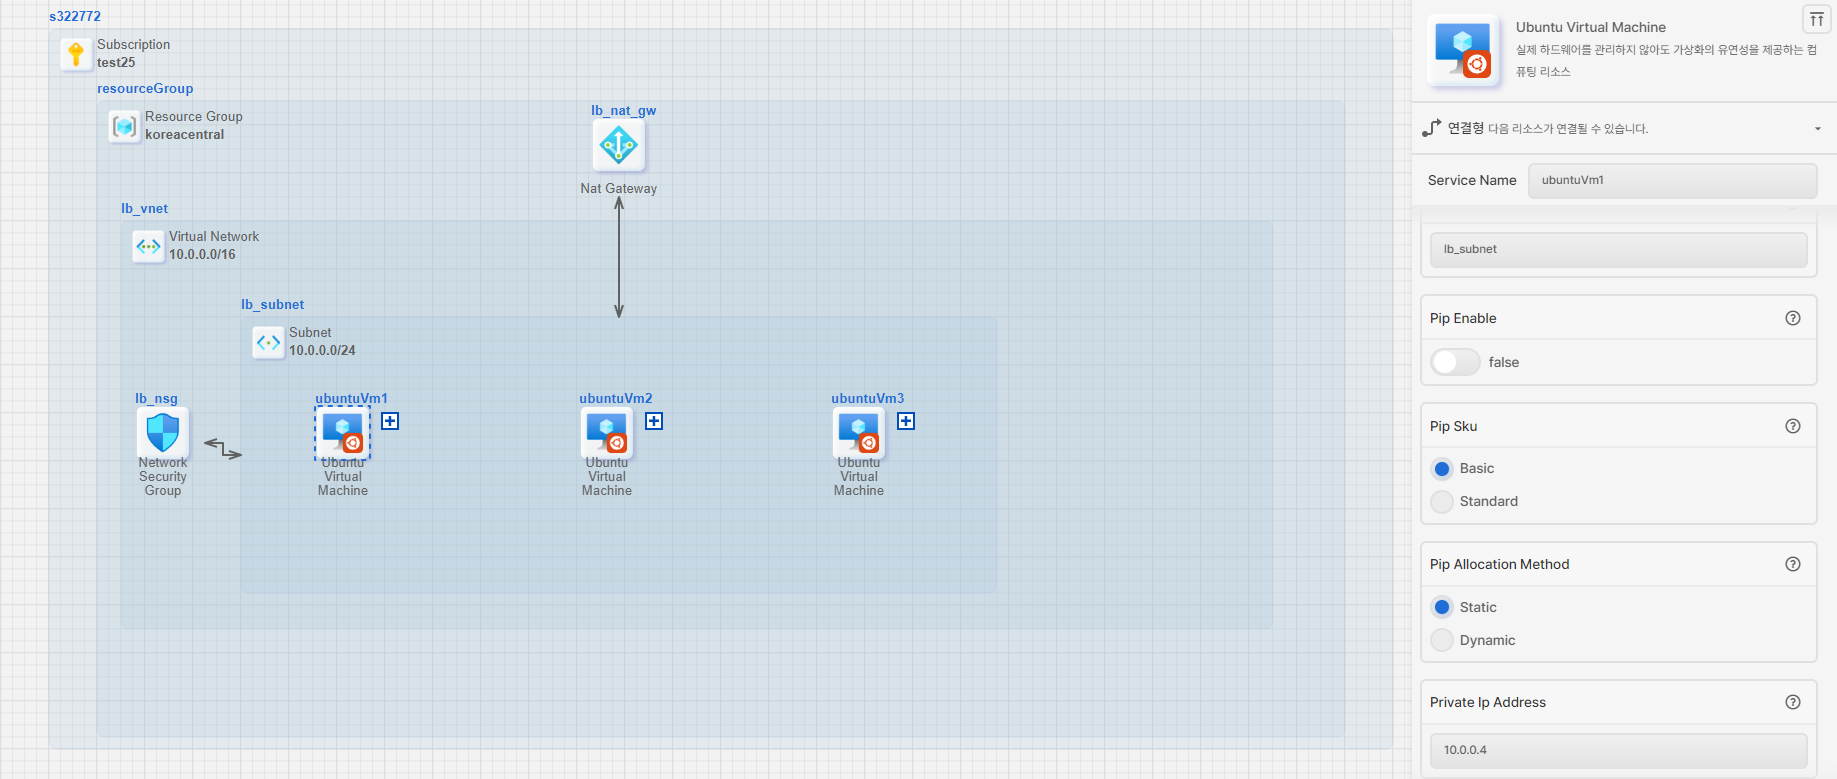 s322772
Subscription
test25
resourceGroup
Resource Group
koreacentral
lb_nat_gw
Nat Gateway
lb_vnet
Virtual Network
10.0.0.0/16
lb_subnet
Subnet
10.0.0.0/24
lb_nsg
Network
Security
Group
ubuntuVm1
Ubuntu
Virtual
Machine
ubuntuVm2
Ubuntu
Virtual
Machine
ubuntuVm3
Ubuntu
Virtual
Machine
Ubuntu Virtual Machine
실제 하드웨어를 관리하지 않아도 가상화의 유연성을 제공하는 컴
퓨팅 리소스
연결형 다음 리소스가 연결될 수 있습니다.
Service Name
ubuntuVm1
lb_subnet
Pip Enable
false
Pip Sku
Basic
Standard
Pip Allocation Method
Static
Dynamic
Private Ip Address
10.0.0.4